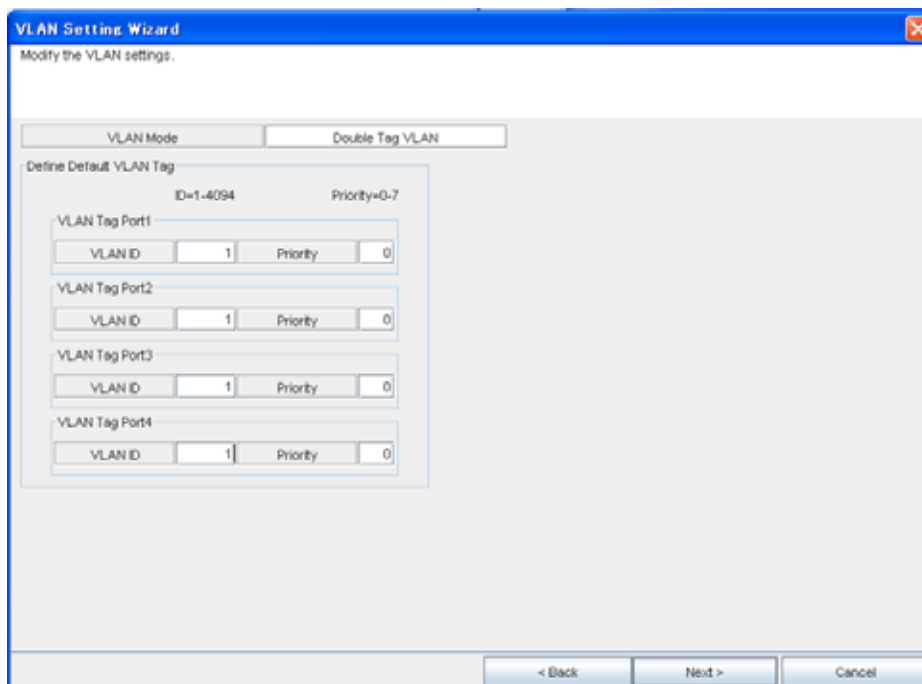 VLAN Setting Wizard
Modify the VLAN settings.
VLAN Mode Double Tag VLAN
Define Default VLAN Tag
ID=1-4094 Priority=0-7
VLAN Tag Port1
VLAN ID 1 Priority 0
VLAN Tag Port2
VLAN ID 1 Priority 0
VLAN Tag Port3
VLAN ID 1 Priority 0
VLAN Tag Port4
VLAN ID 1 Priority 0
< Back Next > Cancel